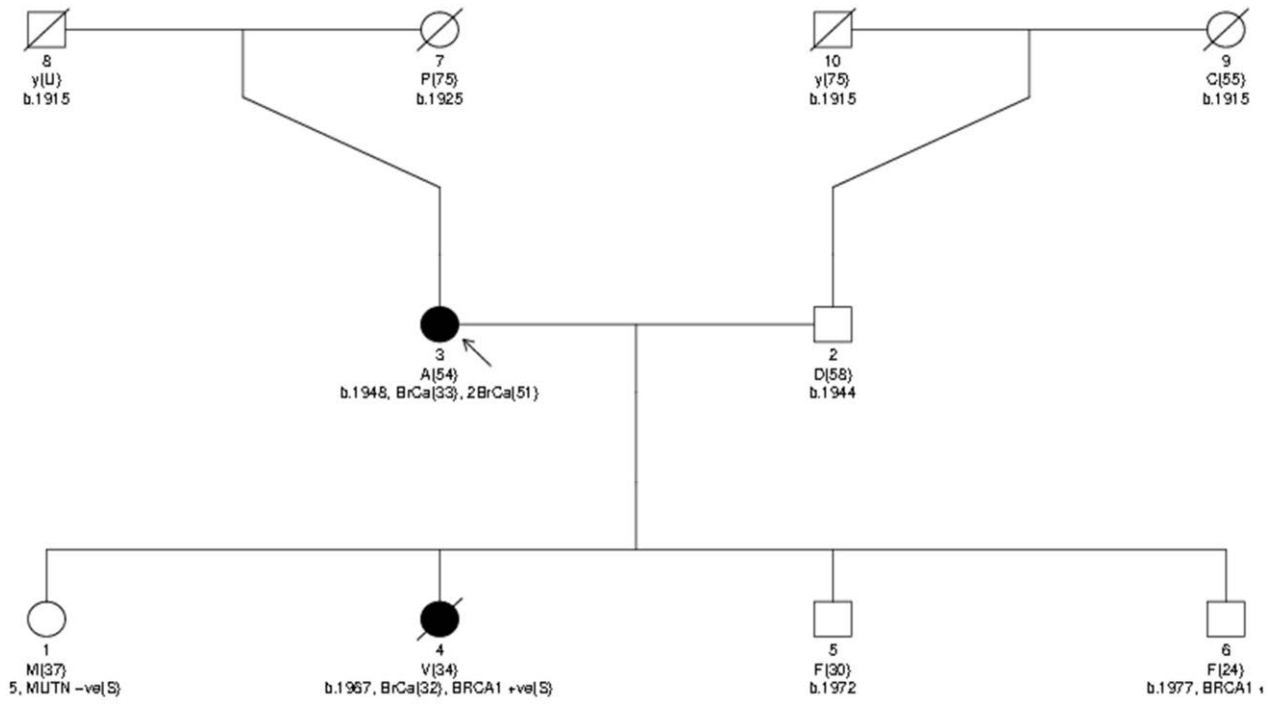 8 7 10 9
y(U) P(75) y(75) C(55)
b.1915 b.1925 b.1915 b.1915
3 2
A(54) D(58)
b.1948, BrCa(33), 2BrCa(51) b.1944
1 4 5 6
M(37) V(34) F(30) F(24)
5, MUTN -ve(S) b.1967, BrCa(32), BRCA1 +ve(S) b.1972 b.1977, BRCA1